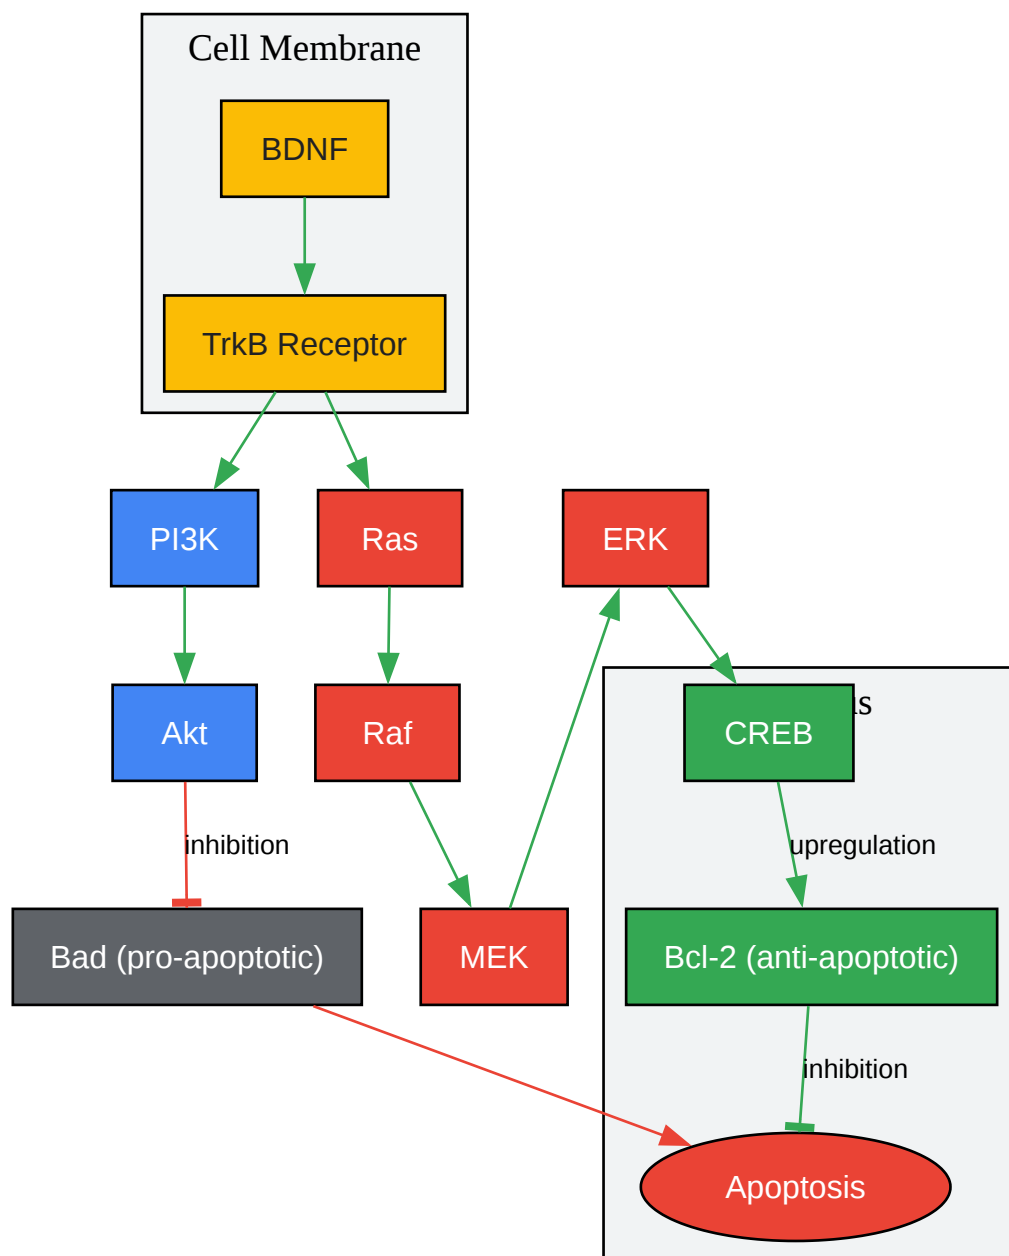 Cell Membrane
BDNF
TrkB Receptor
PI3K
Ras
ERK
Akt
Raf
CREB
inhibition
upregulation
Bad (pro-apoptotic)
MEK
Bcl-2 (anti-apoptotic)
inhibition
Apoptosis